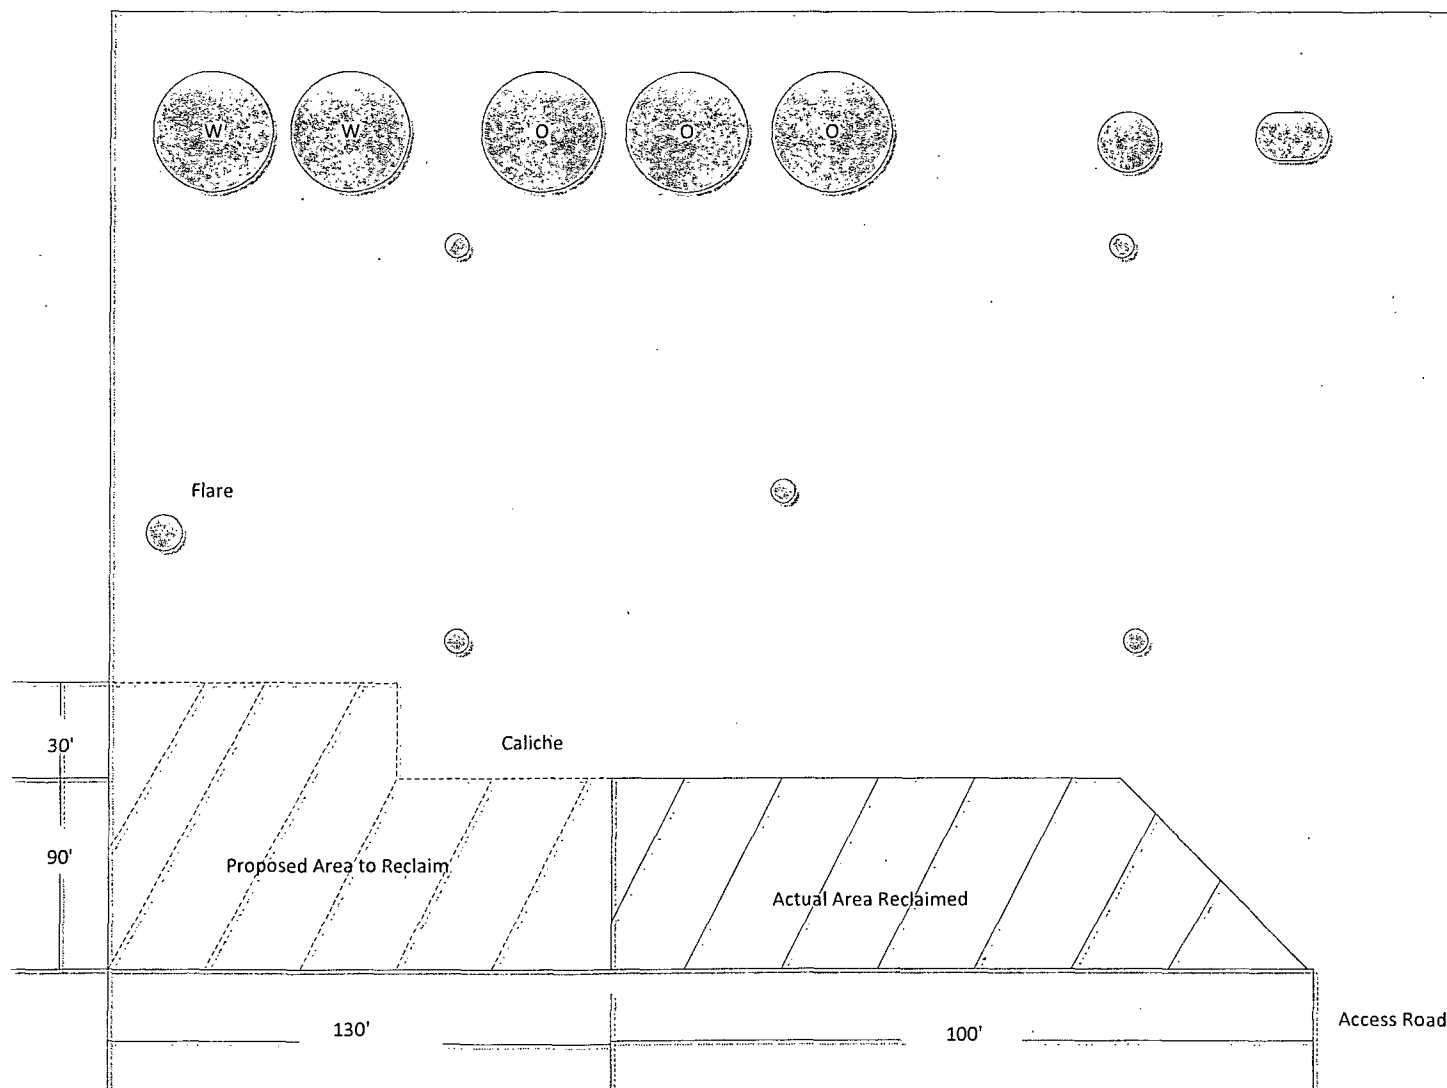 W W O O O
Flare
30'
Caliche
90'
Proposed Area to Reclaim
Actual Area Reclaimed
130'
100'
Access Road